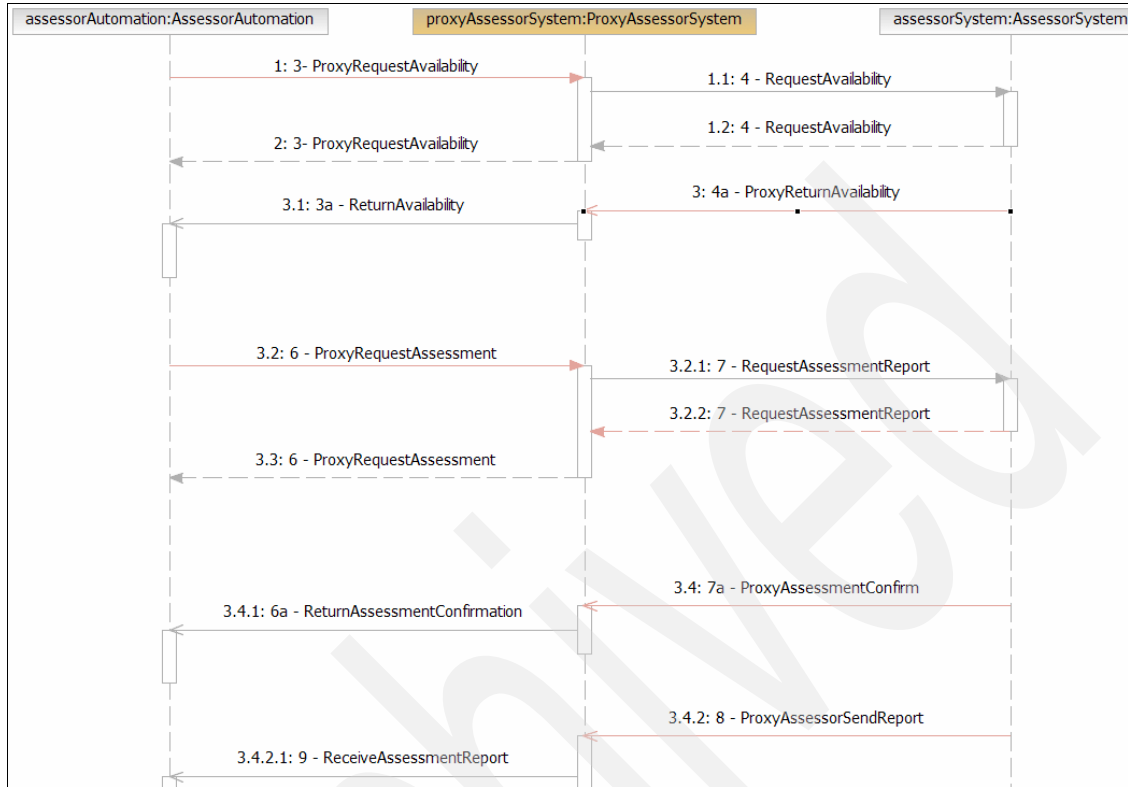 assessorAutomation:AssessorAutomation
proxyAssessorSystem:ProxyAssessorSystem
assessorSystem:AssessorSystem
1: 3- ProxyRequestAvailability
1.1: 4 - RequestAvailability
1.2: 4 - RequestAvailability
2: 3- ProxyRequestAvailability
3: 4a - ProxyReturnAvailability
3.1: 3a - ReturnAvailability
3.2: 6 - ProxyRequestAssessment
3.2.1: 7 - RequestAssessmentReport
3.2.2: 7 - RequestAssessmentReport
3.3: 6 - ProxyRequestAssessment
3.4: 7a - ProxyAssessmentConfirm
3.4.1: 6a - ReturnAssessmentConfirmation
3.4.2: 8 - ProxyAssessorSendReport
3.4.2.1: 9 - ReceiveAssessmentReport
hived